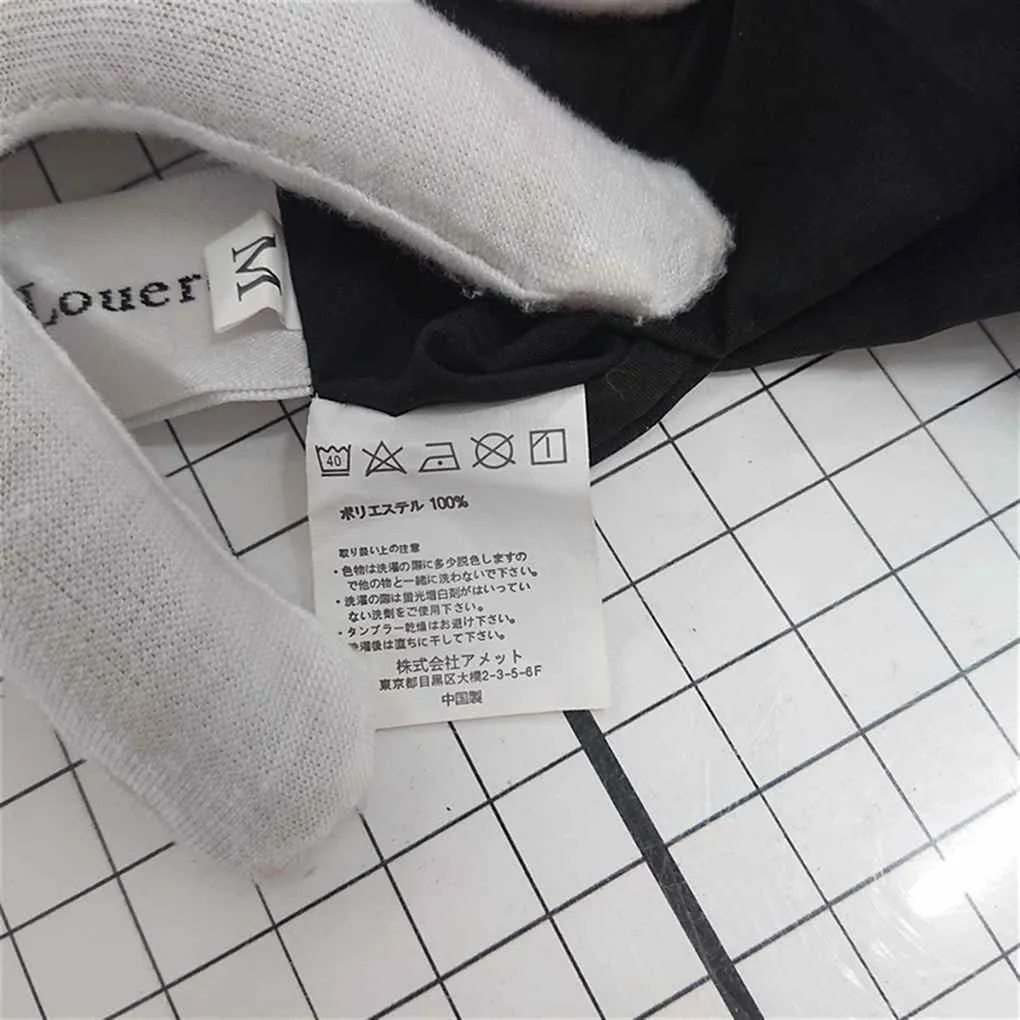 Louer
M
40
ポリエステル 100%
取り扱い上の注意
・色物は洗濯の際に多少脱色しますの
で他の物と一緒に洗わないで下さい。
・洗濯の際は蛍光増白剤がはいってい
ない洗剤をご使用下さい。
・タンブラー乾燥はお避け下さい。
洗濯後は直ちに干して下さい。
株式会社アメット
東京都目黒区大橋2-3-5-6F
中国製